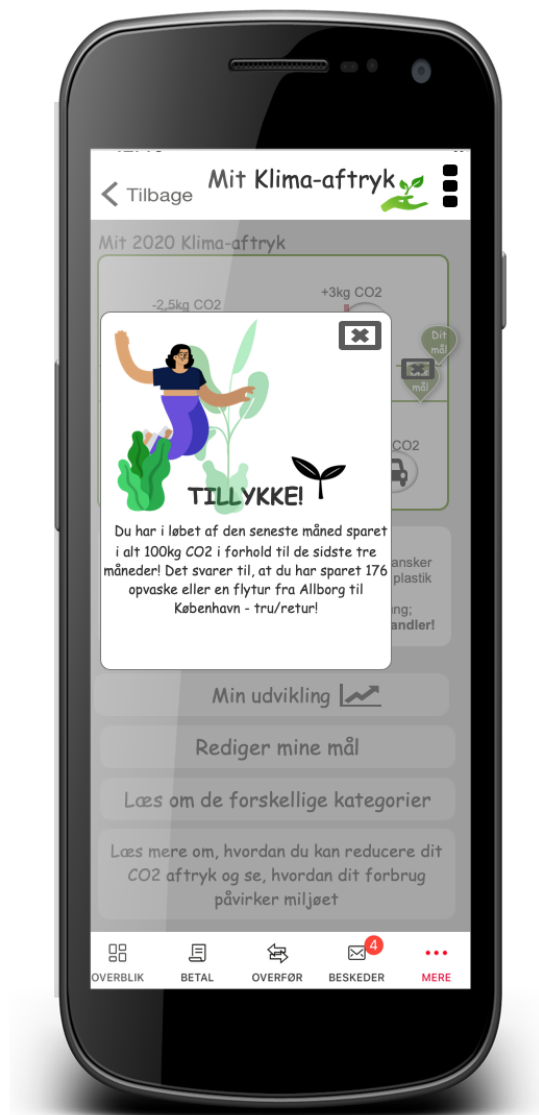 Mit Klima-aftryk
Tilbage
Mit 2020 Klima-aftryk
+3kg CO2
-2,5kg CO2
Dit
mål
mål
CO2
TILLYKKE!
Du har i løbet af den seneste måned sparet
i alt 100kg CO2 i forhold til de sidste tre
måneder! Det svarer til, at du har sparet 176
opvaske eller en flytur fra Allborg til
København - tru/retur!
ansker
plastik
ng;
andler!
Min udvikling
Rediger mine mål
Læs om de forskellige kategorier
Læs mere om, hvordan du kan reducere dit
CO2 aftryk og se, hvordan dit forbrug
påvirker miljøet
4
OVERBLIK BETAL OVERFØR BESKEDER MERE